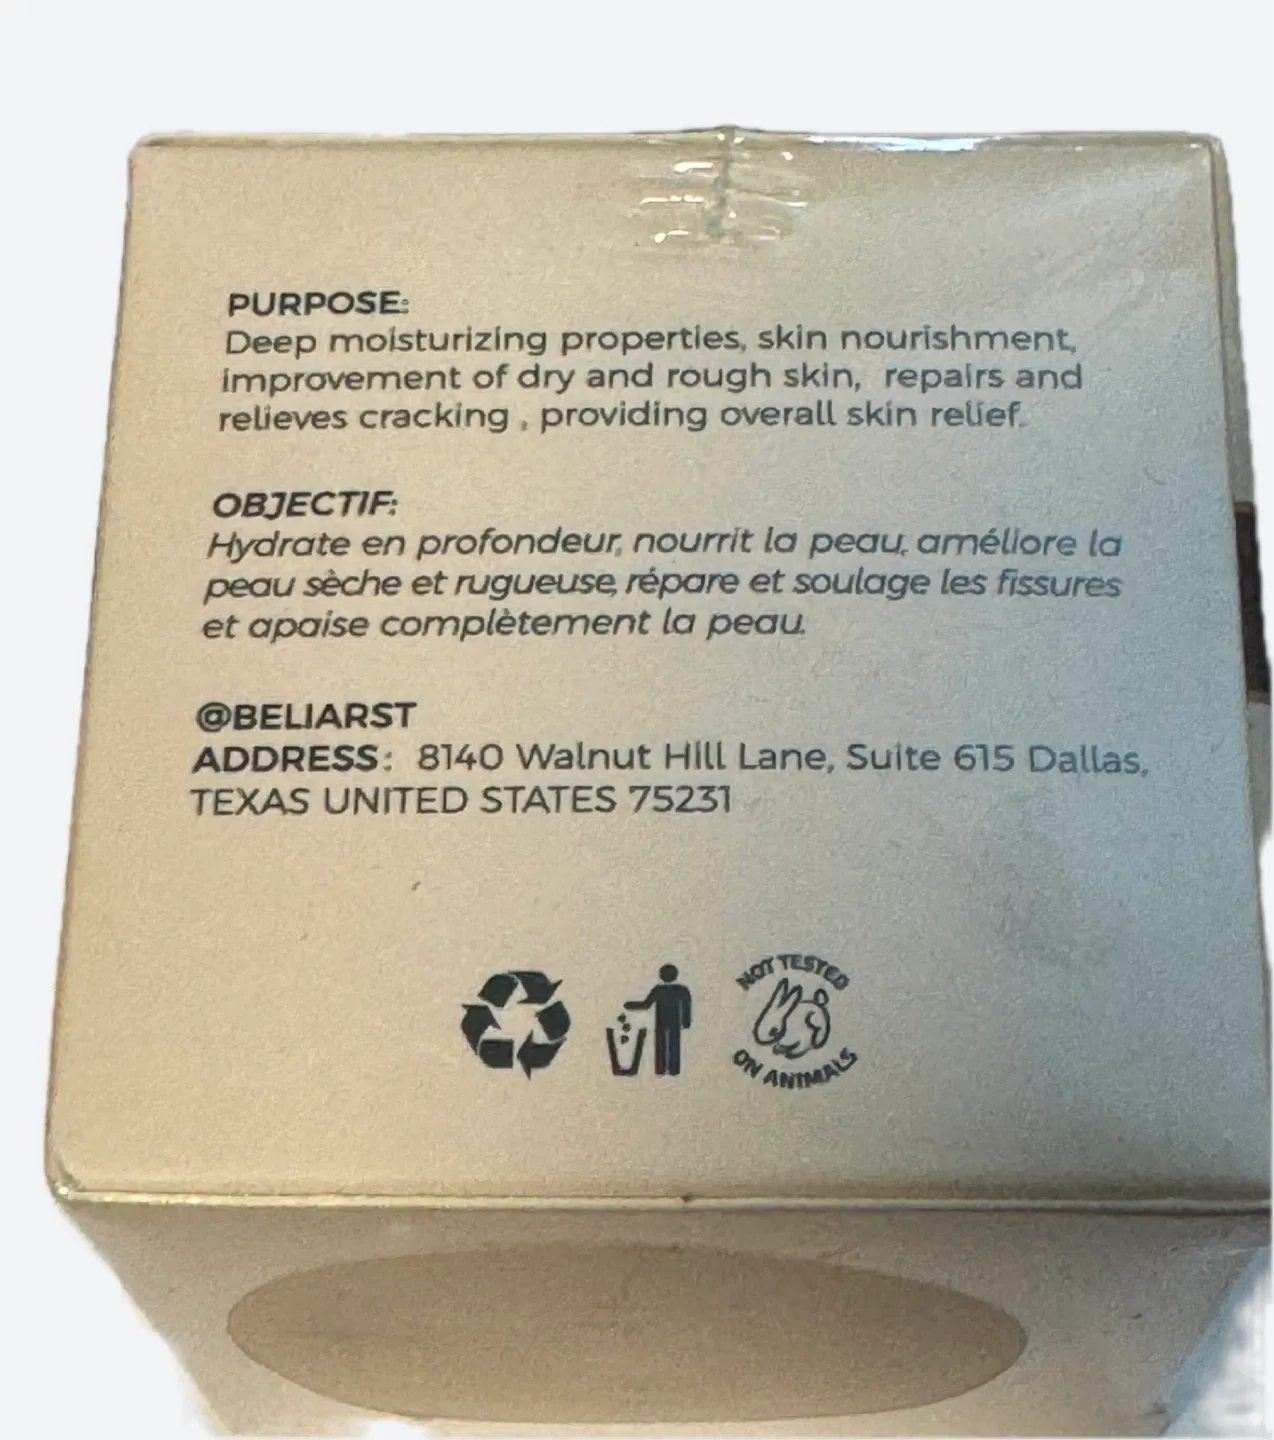 PURPOSE:
Deep moisturizing properties, skin nourishment,
improvement of dry and rough skin, repairs and
relieves cracking , providing overall skin relief.
OBJECTIF:
Hydrate en profondeur, nourrit la peau, améliore la
peau sèche et rugueuse, répare et soulage les fissures
et apaise complètement la peau.
@BELIARST
ADDRESS: 8140 Walnut Hill Lane, Suite 615 Dallas,
TEXAS UNITED STATES 75231
NOT TESTED
ON ANIMALS